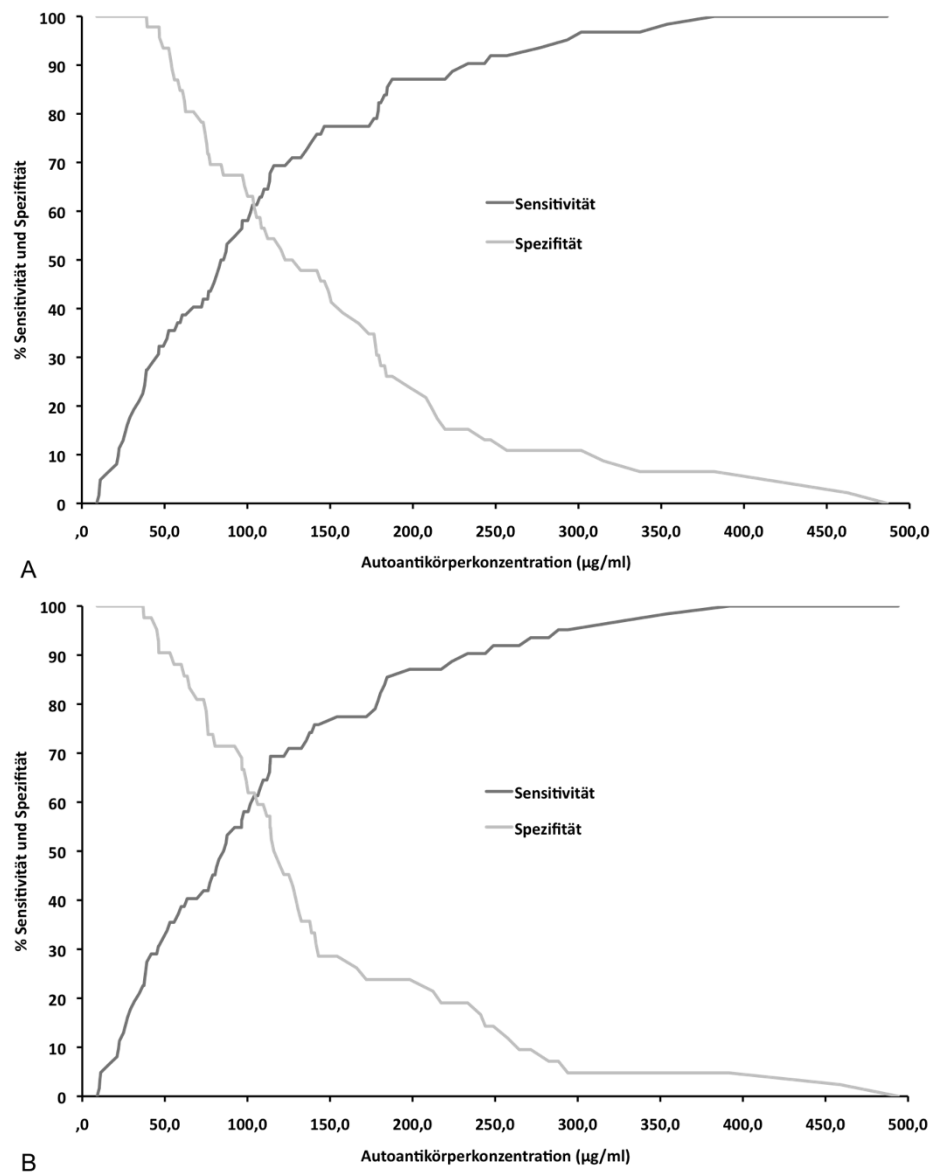 100
90
80
70
60
50
40
30
20
10
0
% Sensitivität und Spezifität
Sensitivität
Spezifität
,0 50,0 100,0 150,0 200,0 250,0 300,0 350,0 400,0 450,0 500,0
Autoantikörperkonzentration (µg/ml)
A
100
90
80
70
60
50
40
30
20
10
0
% Sensitivität und Spezifität
Sensitivität
Spezifität
,0 50,0 100,0 150,0 200,0 250,0 300,0 350,0 400,0 450,0 500,0
Autoantikörperkonzentration (µg/ml)
B